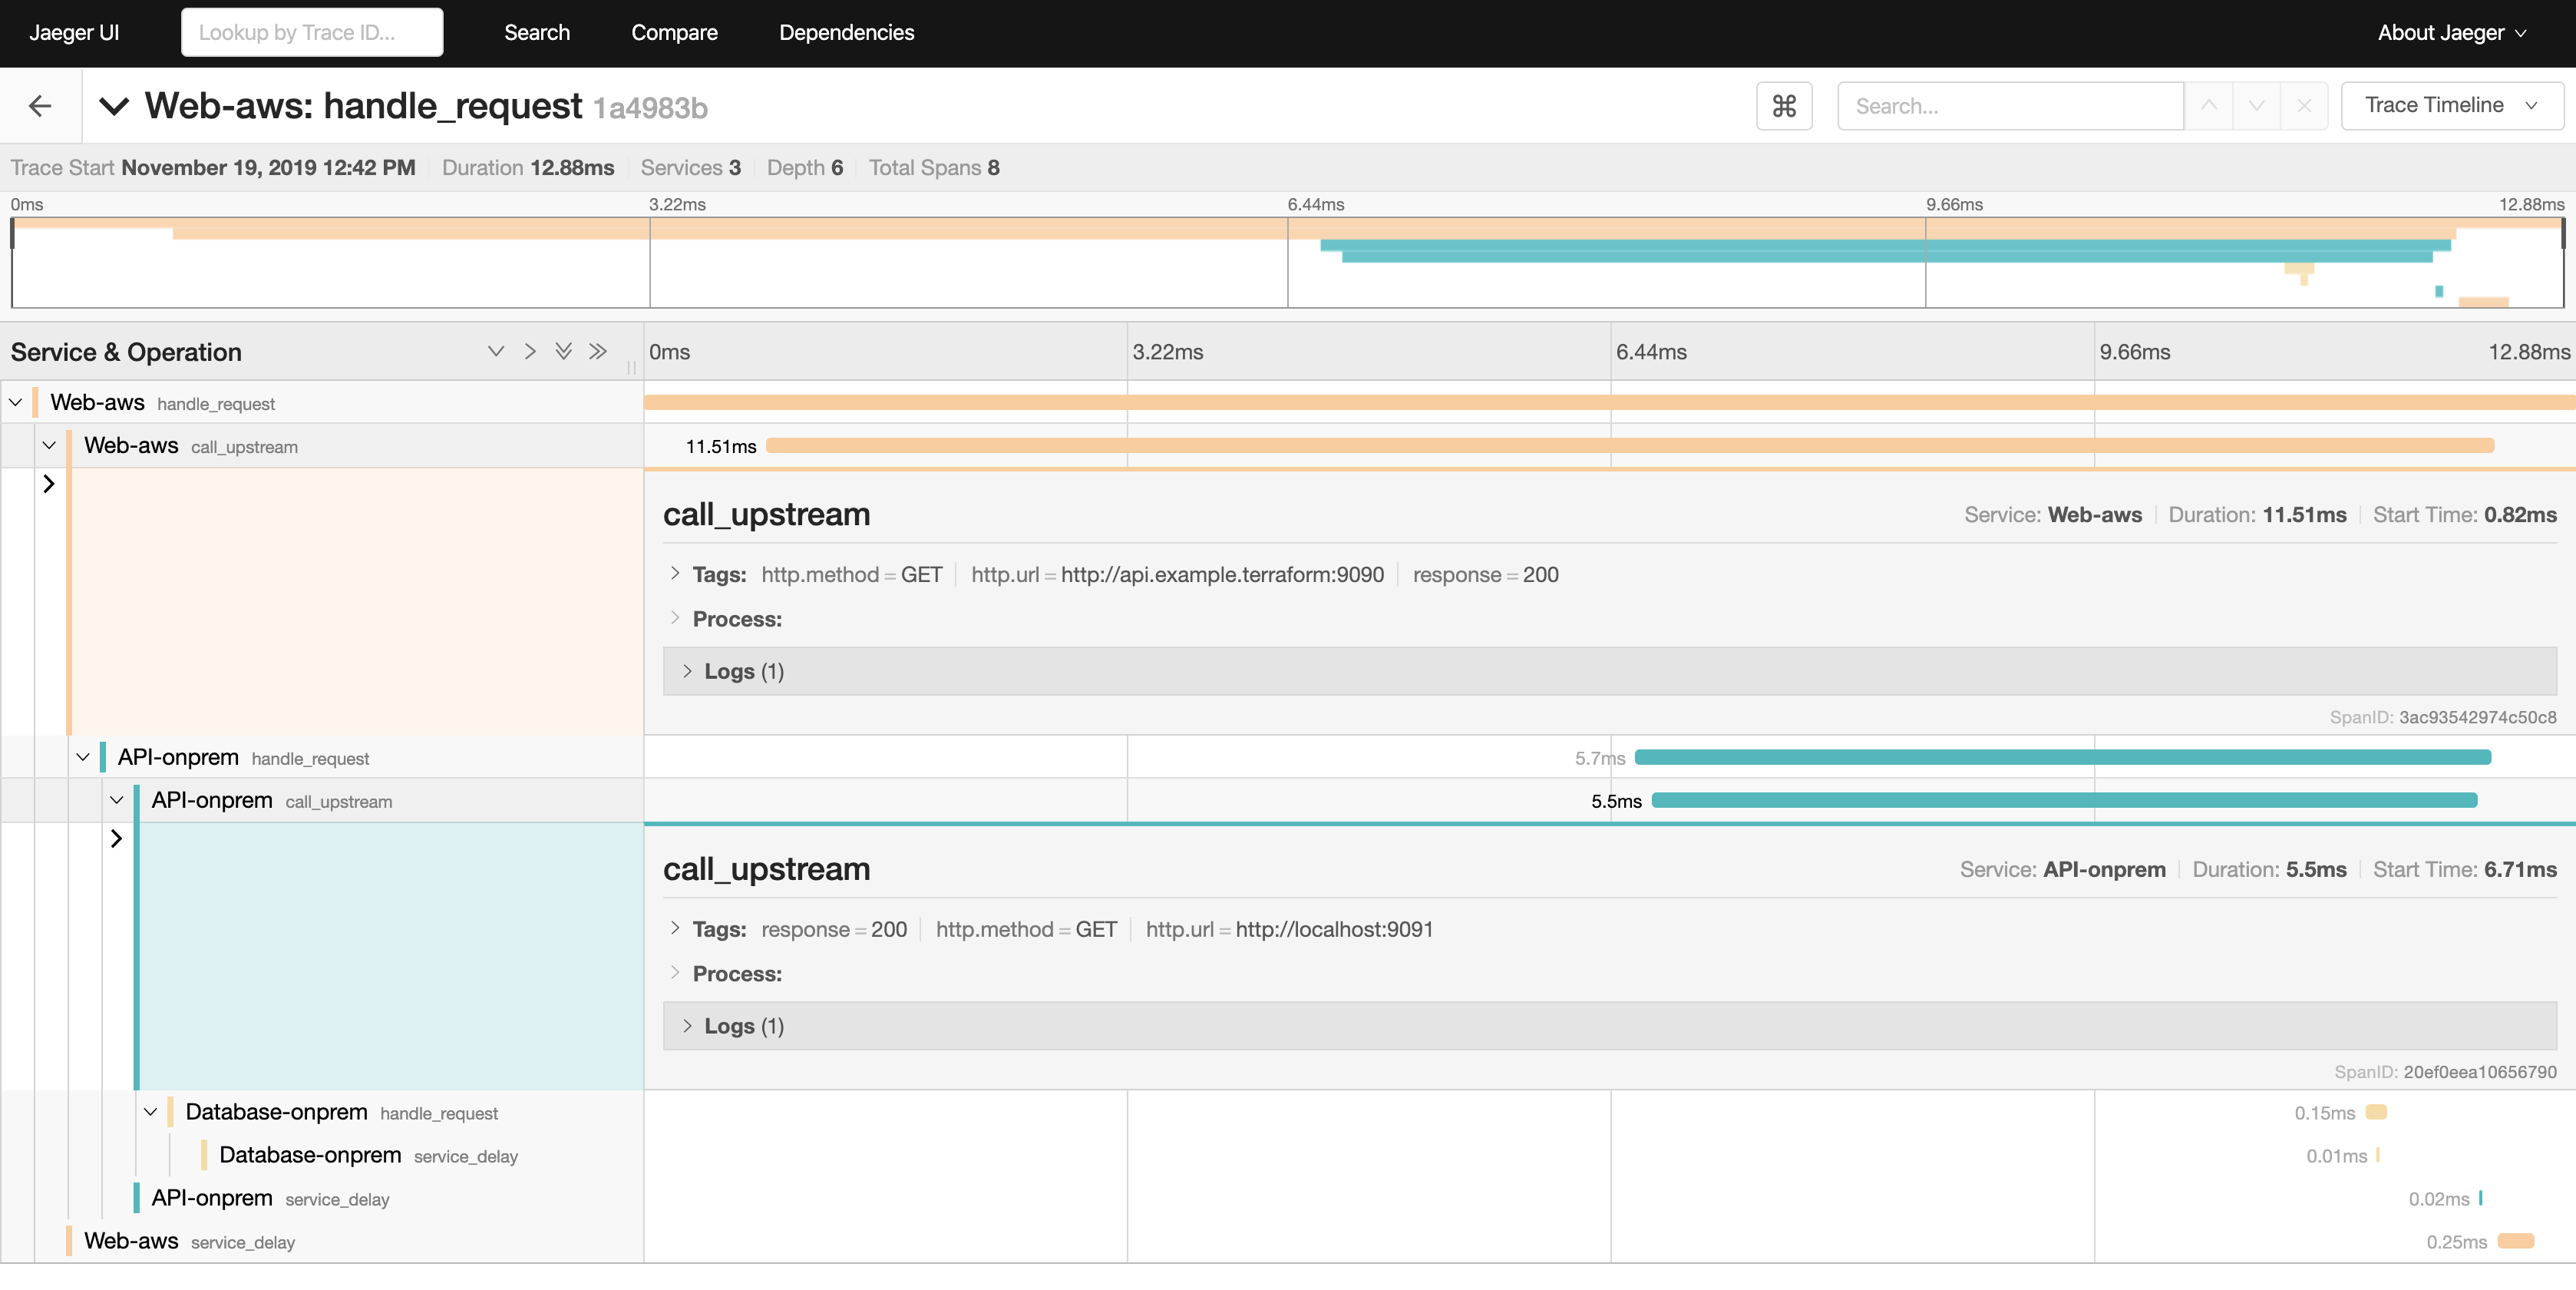 Jaeger UI Lookup by Trace ID... Search Compare Dependencies About Jaeger
Web-aws: handle_request 1a4983b ⌘ Search... Trace Timeline
Trace Start November 19, 2019 12:42 PM Duration 12.88ms Services 3 Depth 6 Total Spans 8
0ms 3.22ms 6.44ms 9.66ms 12.88ms
Service & Operation 0ms 3.22ms 6.44ms 9.66ms 12.88ms
Web-aws handle_request
Web-aws call_upstream 11.51ms
call_upstream Service: Web-aws Duration: 11.51ms Start Time: 0.82ms
Tags: http.method = GET http.url = http://api.example.terraform:9090 response = 200
Process:
Logs (1)
SpanID: 3ac93542974c50c8
API-onprem handle_request 5.7ms
API-onprem call_upstream 5.5ms
call_upstream Service: API-onprem Duration: 5.5ms Start Time: 6.71ms
Tags: response = 200 http.method = GET http.url = http://localhost:9091
Process:
Logs (1)
SpanID: 20ef0eea10656790
Database-onprem handle_request 0.15ms
Database-onprem service_delay 0.01ms
API-onprem service_delay 0.02ms
Web-aws service_delay 0.25ms